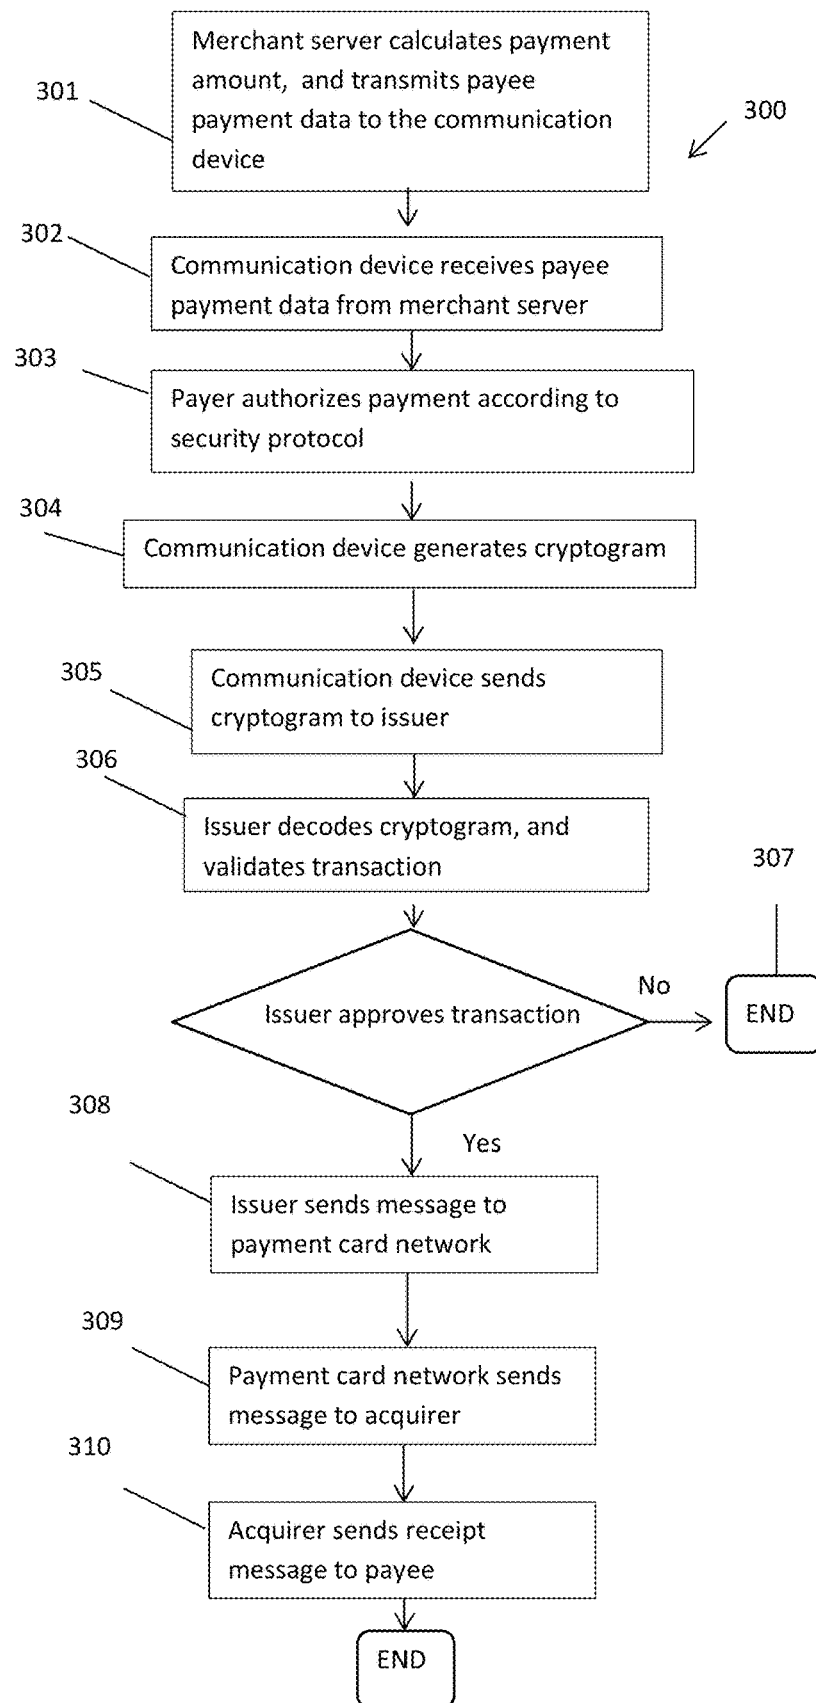 Merchant server calculates payment
amount, and transmits payee
payment data to the communication
device
301
300
302
Communication device receives payee
payment data from merchant server
303
Payer authorizes payment according to
security protocol
304
Communication device generates cryptogram
305
Communication device sends
cryptogram to issuer
306
Issuer decodes cryptogram, and
validates transaction
307
No
Issuer approves transaction
END
308
Yes
Issuer sends message to
payment card network
309
Payment card network sends
message to acquirer
310
Acquirer sends receipt
message to payee
END